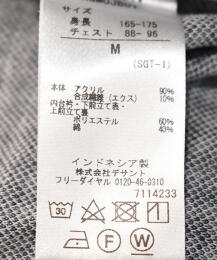 サイズ
身長 165-175
チェスト 88-96
M
(SGT-1)
本体 アクリル 90%
合成繊維(エクス) 10%
内台衿・下前立て表・
上前立て裏
ポリエステル 60%
綿 40%
インドネシア製
株式会社デサント
フリーダイヤル 0120-46-0310
7114233
30
F
W